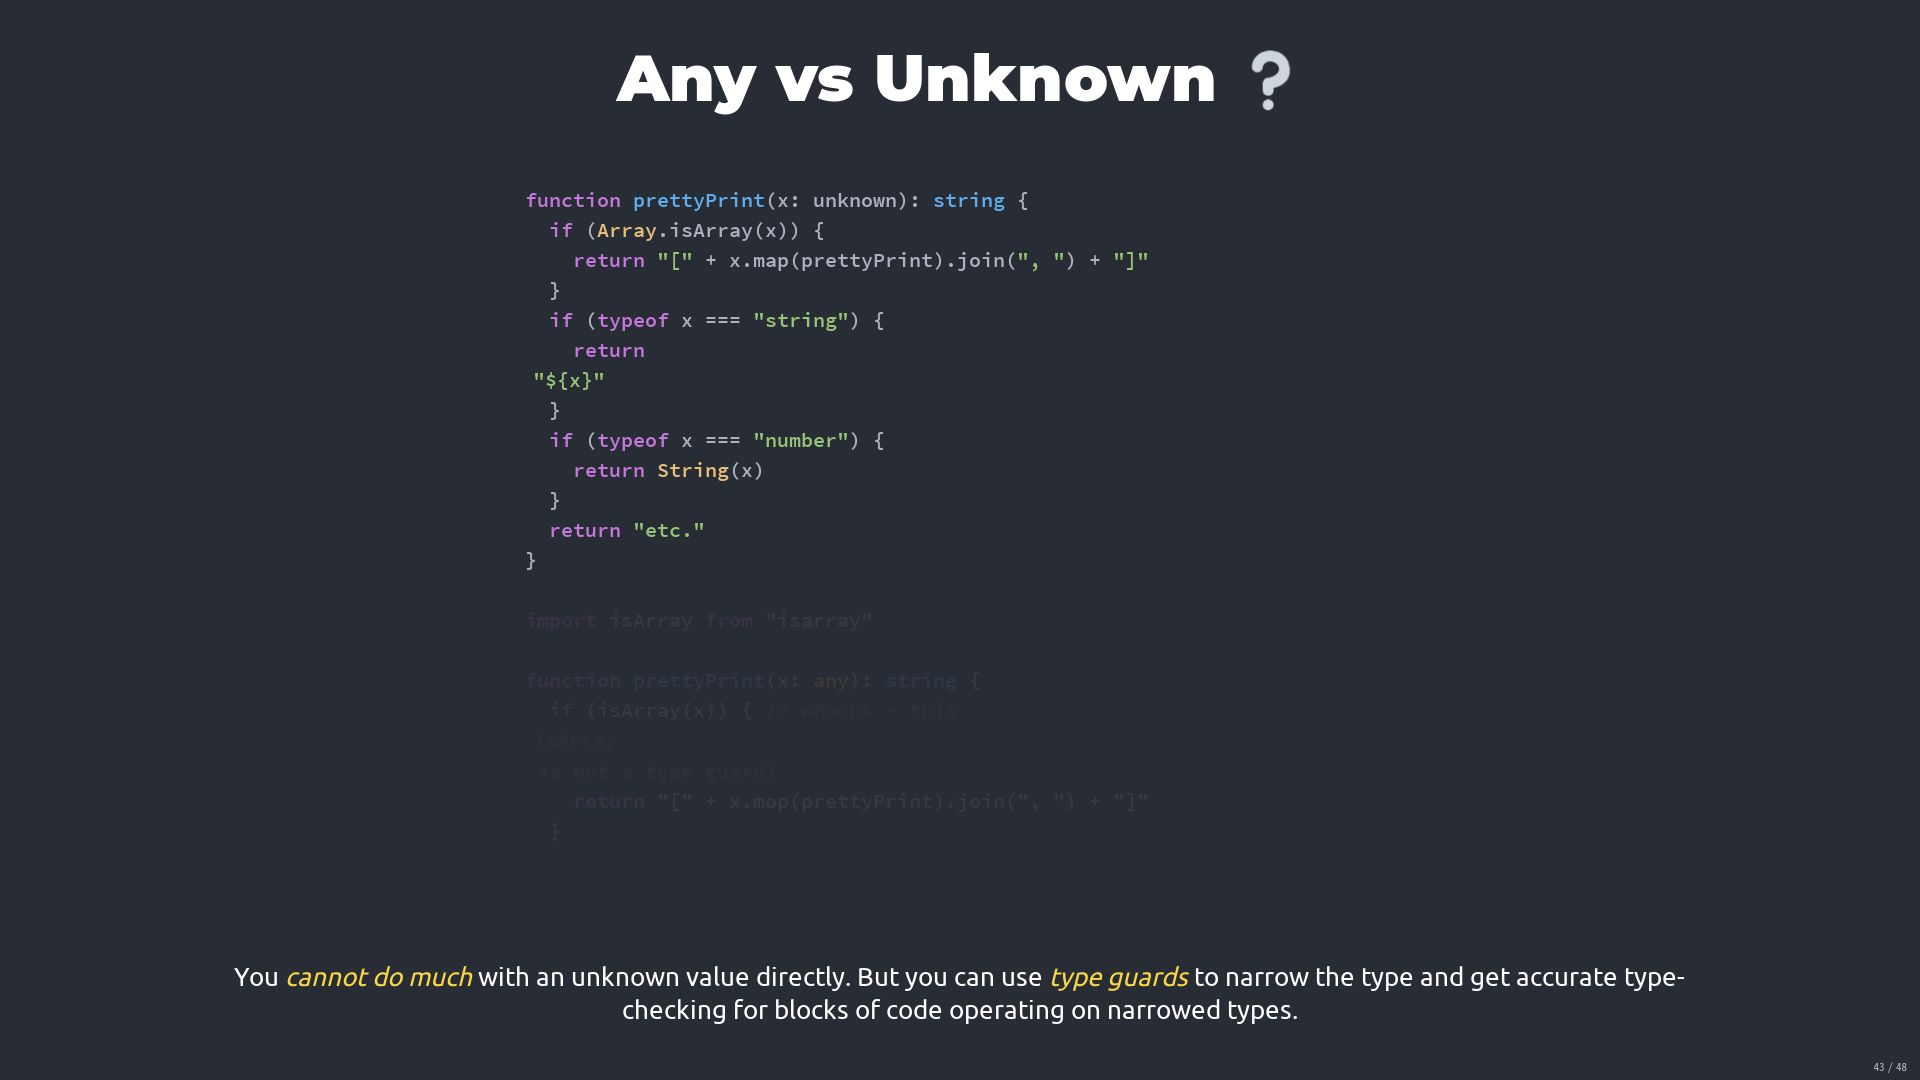 Any vs Unknown ❔
function prettyPrint(x: unknown): string {
  if (Array.isArray(x)) {
    return "[" + x.map(prettyPrint).join(", ") + "]"
  }
  if (typeof x === "string") {
    return
"${x}"
  }
  if (typeof x === "number") {
    return String(x)
  }
  return "etc."
}
import isArray from "isarray"
function prettyPrint(x: any): string {
  if (isArray(x)) { // whoops - this
isArray
 is not a type guard!
    return "[" + x.mop(prettyPrint).join(", ") + "]"
  }
You cannot do much with an unknown value directly. But you can use type guards to narrow the type and get accurate type-
checking for blocks of code operating on narrowed types.
43 / 48